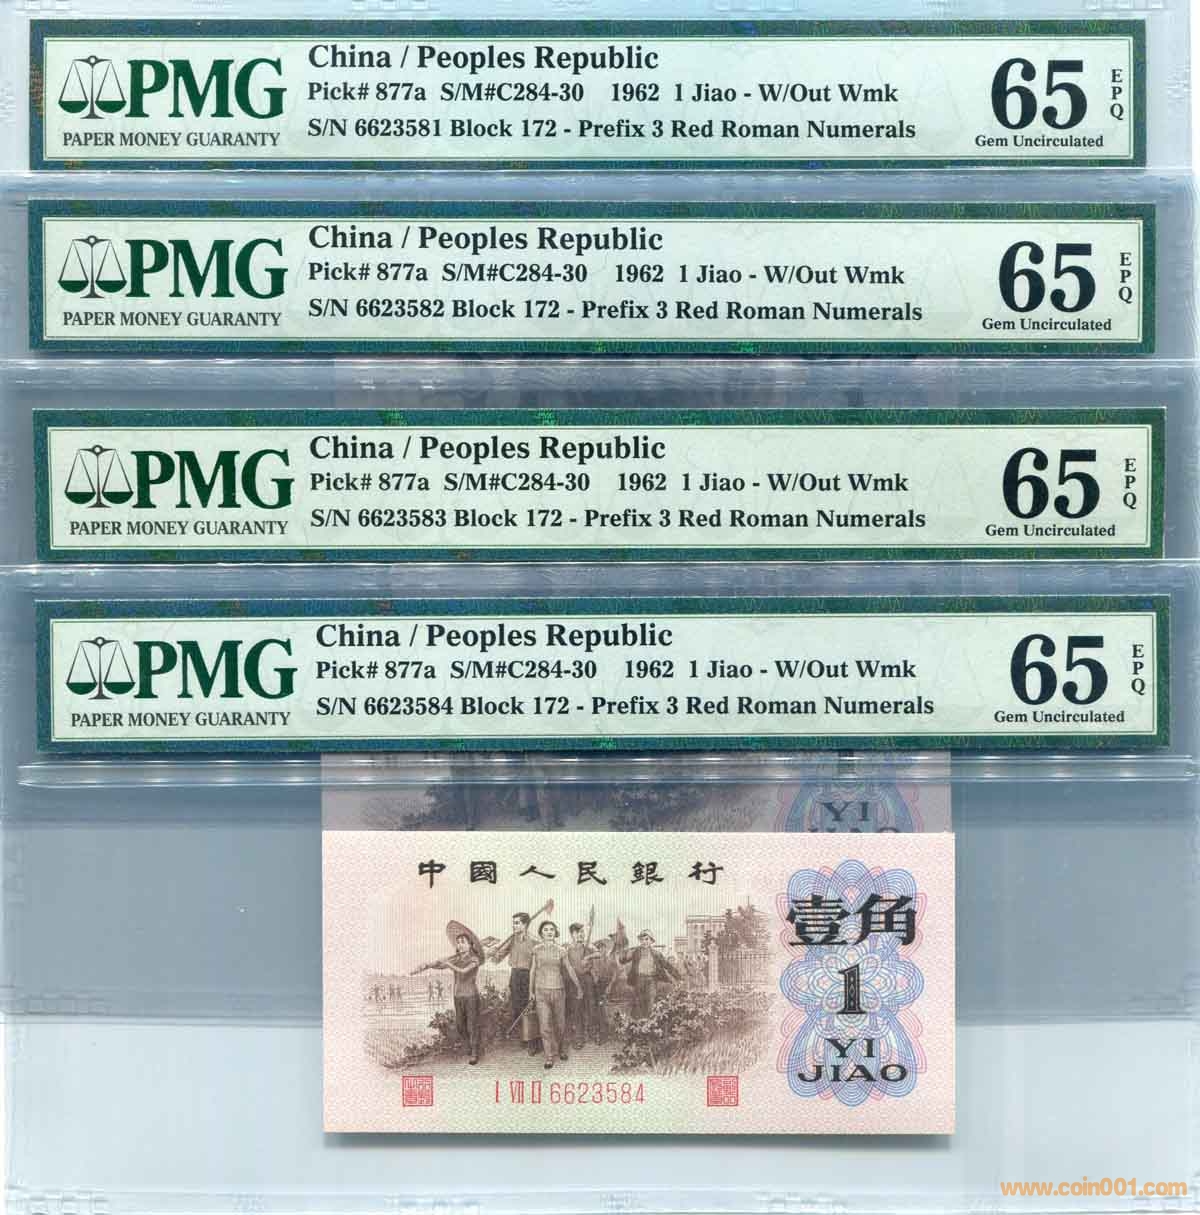 PMG
PAPER MONEY GUARANTY
China / Peoples Republic
Pick# 877a S/M#C284-30 1962 1 Jiao - W/Out Wmk
S/N 6623581 Block 172 - Prefix 3 Red Roman Numerals
65
Gem Uncirculated
EPQ
PMG
PAPER MONEY GUARANTY
China / Peoples Republic
Pick# 877a S/M#C284-30 1962 1 Jiao - W/Out Wmk
S/N 6623582 Block 172 - Prefix 3 Red Roman Numerals
65
Gem Uncirculated
EPQ
PMG
PAPER MONEY GUARANTY
China / Peoples Republic
Pick# 877a S/M#C284-30 1962 1 Jiao - W/Out Wmk
S/N 6623583 Block 172 - Prefix 3 Red Roman Numerals
65
Gem Uncirculated
EPQ
PMG
PAPER MONEY GUARANTY
China / Peoples Republic
Pick# 877a S/M#C284-30 1962 1 Jiao - W/Out Wmk
S/N 6623584 Block 172 - Prefix 3 Red Roman Numerals
65
Gem Uncirculated
EPQ
1
YI
JIAO
中國人民銀行
壹角
1
YI
JIAO
I VII II 6623584
www.coin001.com